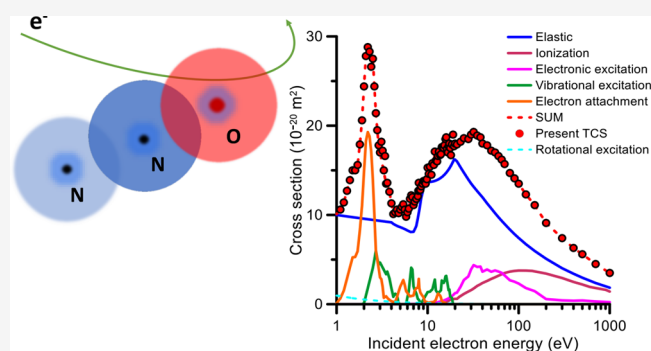 e-
O
N
N
30
20
10
0
Cross section (10⁻²⁰ m²)
Elastic
Ionization
Electronic excitation
Vibrational excitation
Electron attachment
SUM
Present TCS
Rotational excitation
1 10 100 1000
Incident electron energy (eV)